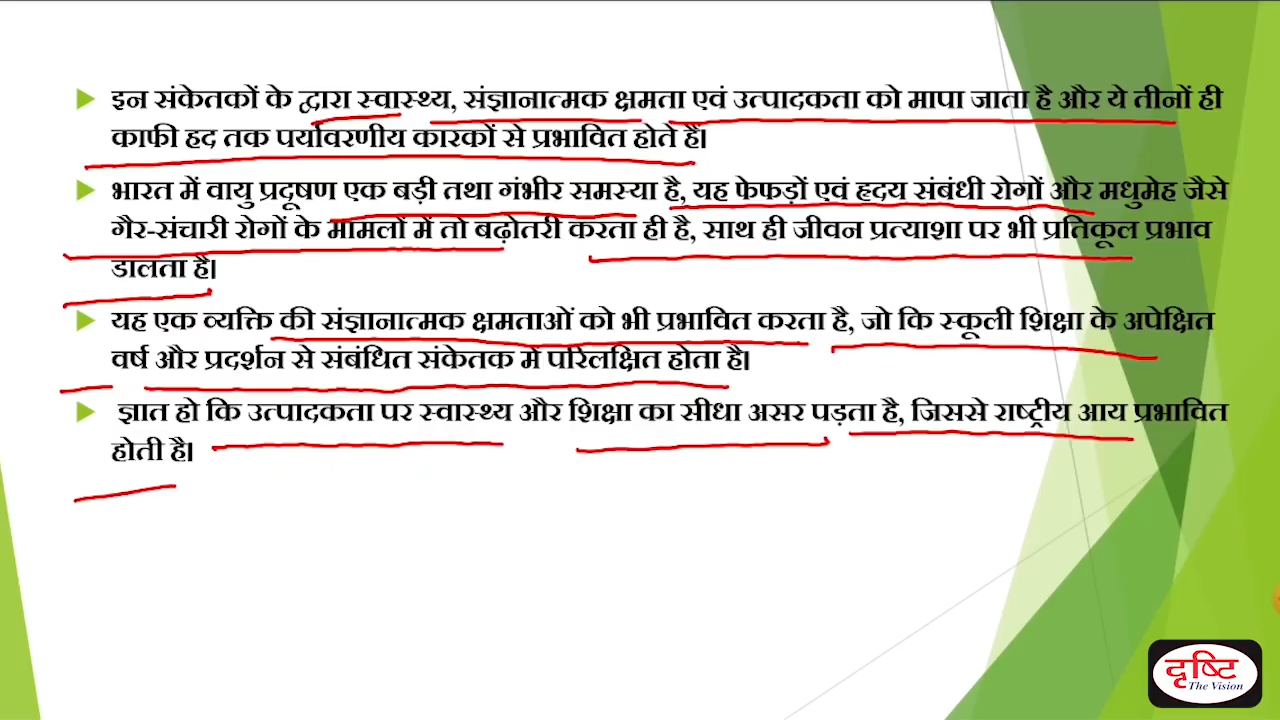 इन संकेतकों के द्वारा स्वास्थ्य, संज्ञानात्मक क्षमता एवं उत्पादकता को मापा जाता है और ये तीनों ही
काफी हद तक पर्यावरणीय कारकों से प्रभावित होते हैं।
भारत में वायु प्रदूषण एक बड़ी तथा गंभीर समस्या है, यह फेफड़ों एवं हृदय संबंधी रोगों और मधुमेह जैसे
गैर-संचारी रोगों के मामलों में तो बढ़ोतरी करता ही है, साथ ही जीवन प्रत्याशा पर भी प्रतिकूल प्रभाव
डालता है।
यह एक व्यक्ति की संज्ञानात्मक क्षमताओं को भी प्रभावित करता है, जो कि स्कूली शिक्षा के अपेक्षित
वर्ष और प्रदर्शन से संबंधित संकेतक में परिलक्षित होता है।
ज्ञात हो कि उत्पादकता पर स्वास्थ्य और शिक्षा का सीधा असर पड़ता है, जिससे राष्ट्रीय आय प्रभावित
होती है।
दृष्टि
The Vision